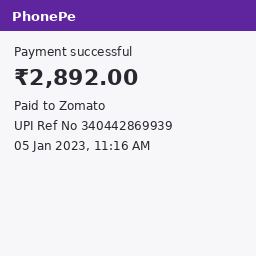 PhonePe
Payment successful
₹2,892.00
Paid to Zomato
UPI Ref No 340442869939
05 Jan 2023, 11:16 AM